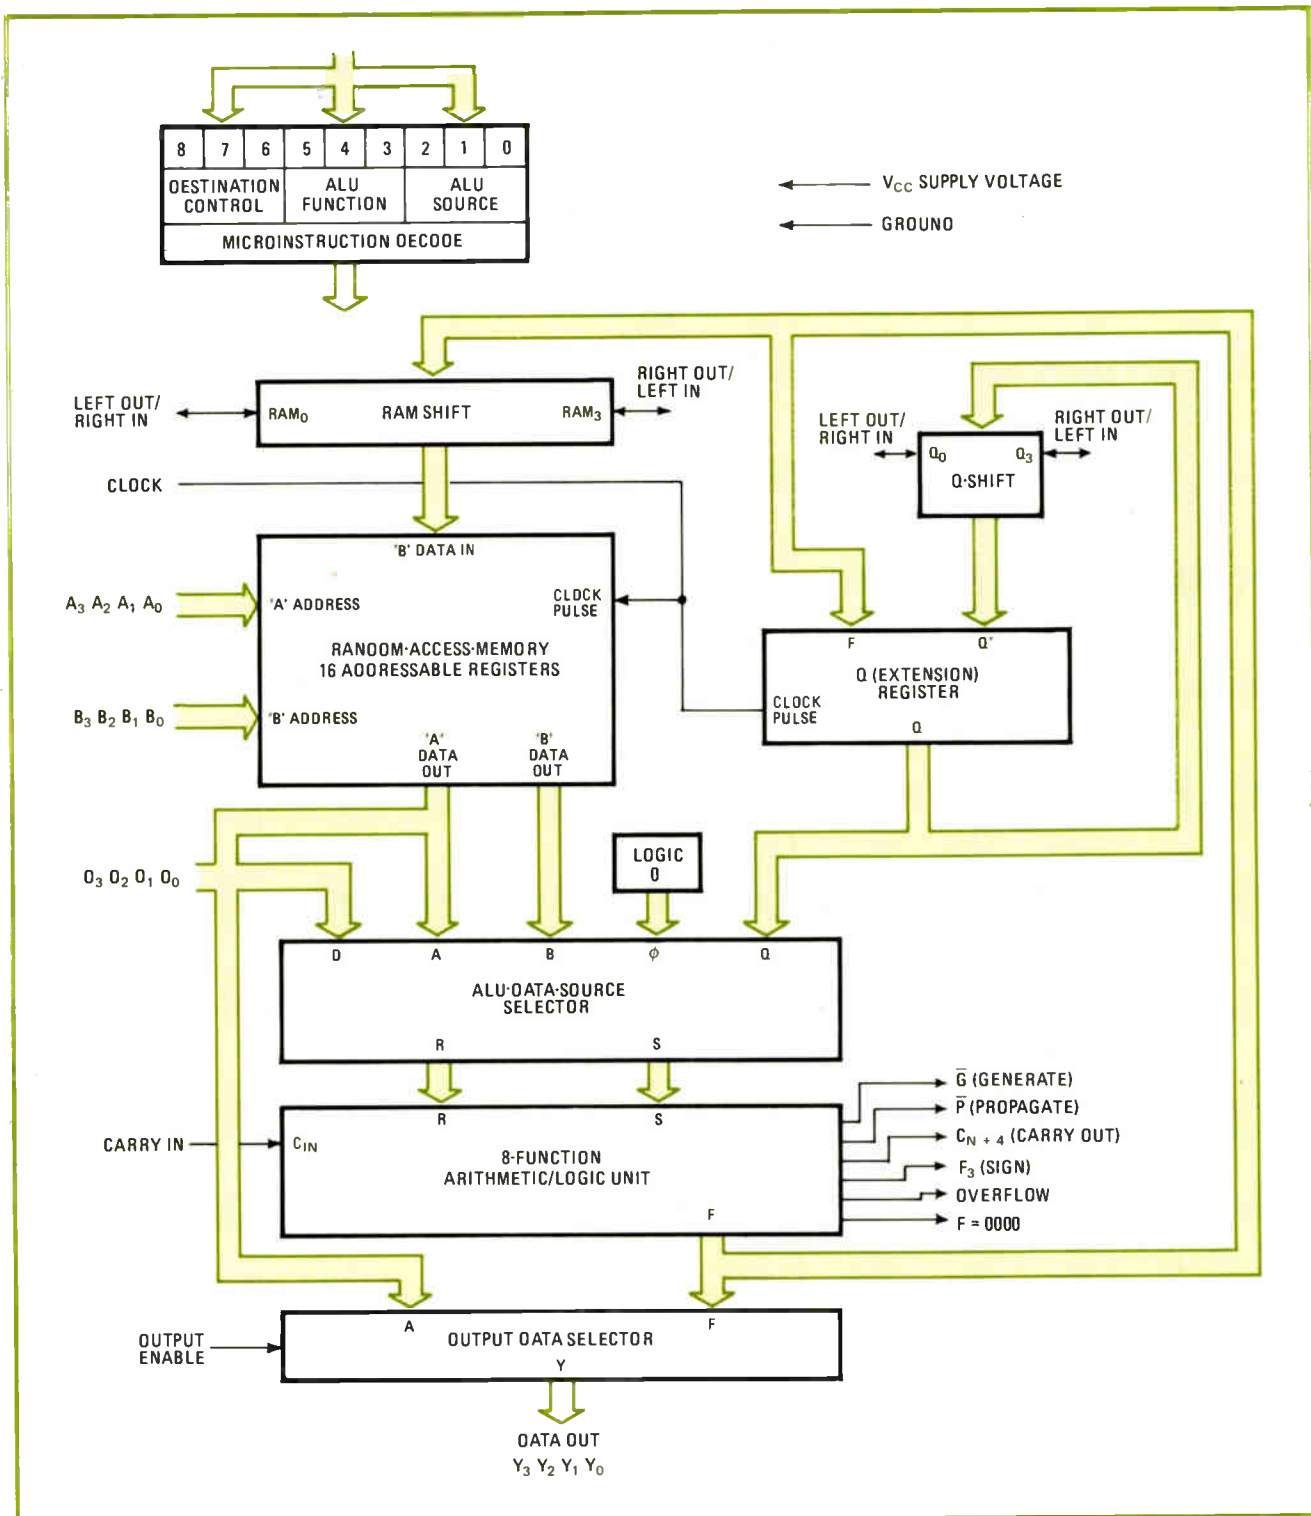 8 7 6 5 4 3 2 1 0
OESTINATION CONTROL
ALU FUNCTION
ALU SOURCE
MICROINSTRUCTION OECOOE
V_CC SUPPLY VOLTAGE
GROUND
LEFT OUT/
RIGHT IN
RAM₀
RAM SHIFT
RAM₃
RIGHT OUT/
LEFT IN
LEFT OUT/
RIGHT IN
RIGHT OUT/
LEFT IN
Q₀
Q₃
Q-SHIFT
CLOCK
'B' DATA IN
A₃ A₂ A₁ A₀
'A' ADDRESS
CLOCK
PULSE
RANOOM-ACCESS-MEMORY
16 AOORESSABLE REGISTERS
B₃ B₂ B₁ B₀
'B' ADDRESS
'A'
DATA
OUT
'B'
DATA
OUT
F
Q'
Q (EXTENSION)
REGISTER
CLOCK
PULSE
Q
O₃ O₂ O₁ O₀
LOGIC
0
D A B ϕ Q
ALU-OATA-SOURCE
SELECTOR
R S
R S
CARRY IN
C_IN
8-FUNCTION
ARITHMETIC/LOGIC UNIT
F
G̅ (GENERATE)
P̅ (PROPAGATE)
C_N + 4 (CARRY OUT)
F₃ (SIGN)
OVERFLOW
F = 0000
OUTPUT
ENABLE
A
F
OUTPUT OATA SELECTOR
Y
OATA OUT
Y₃ Y₂ Y₁ Y₀